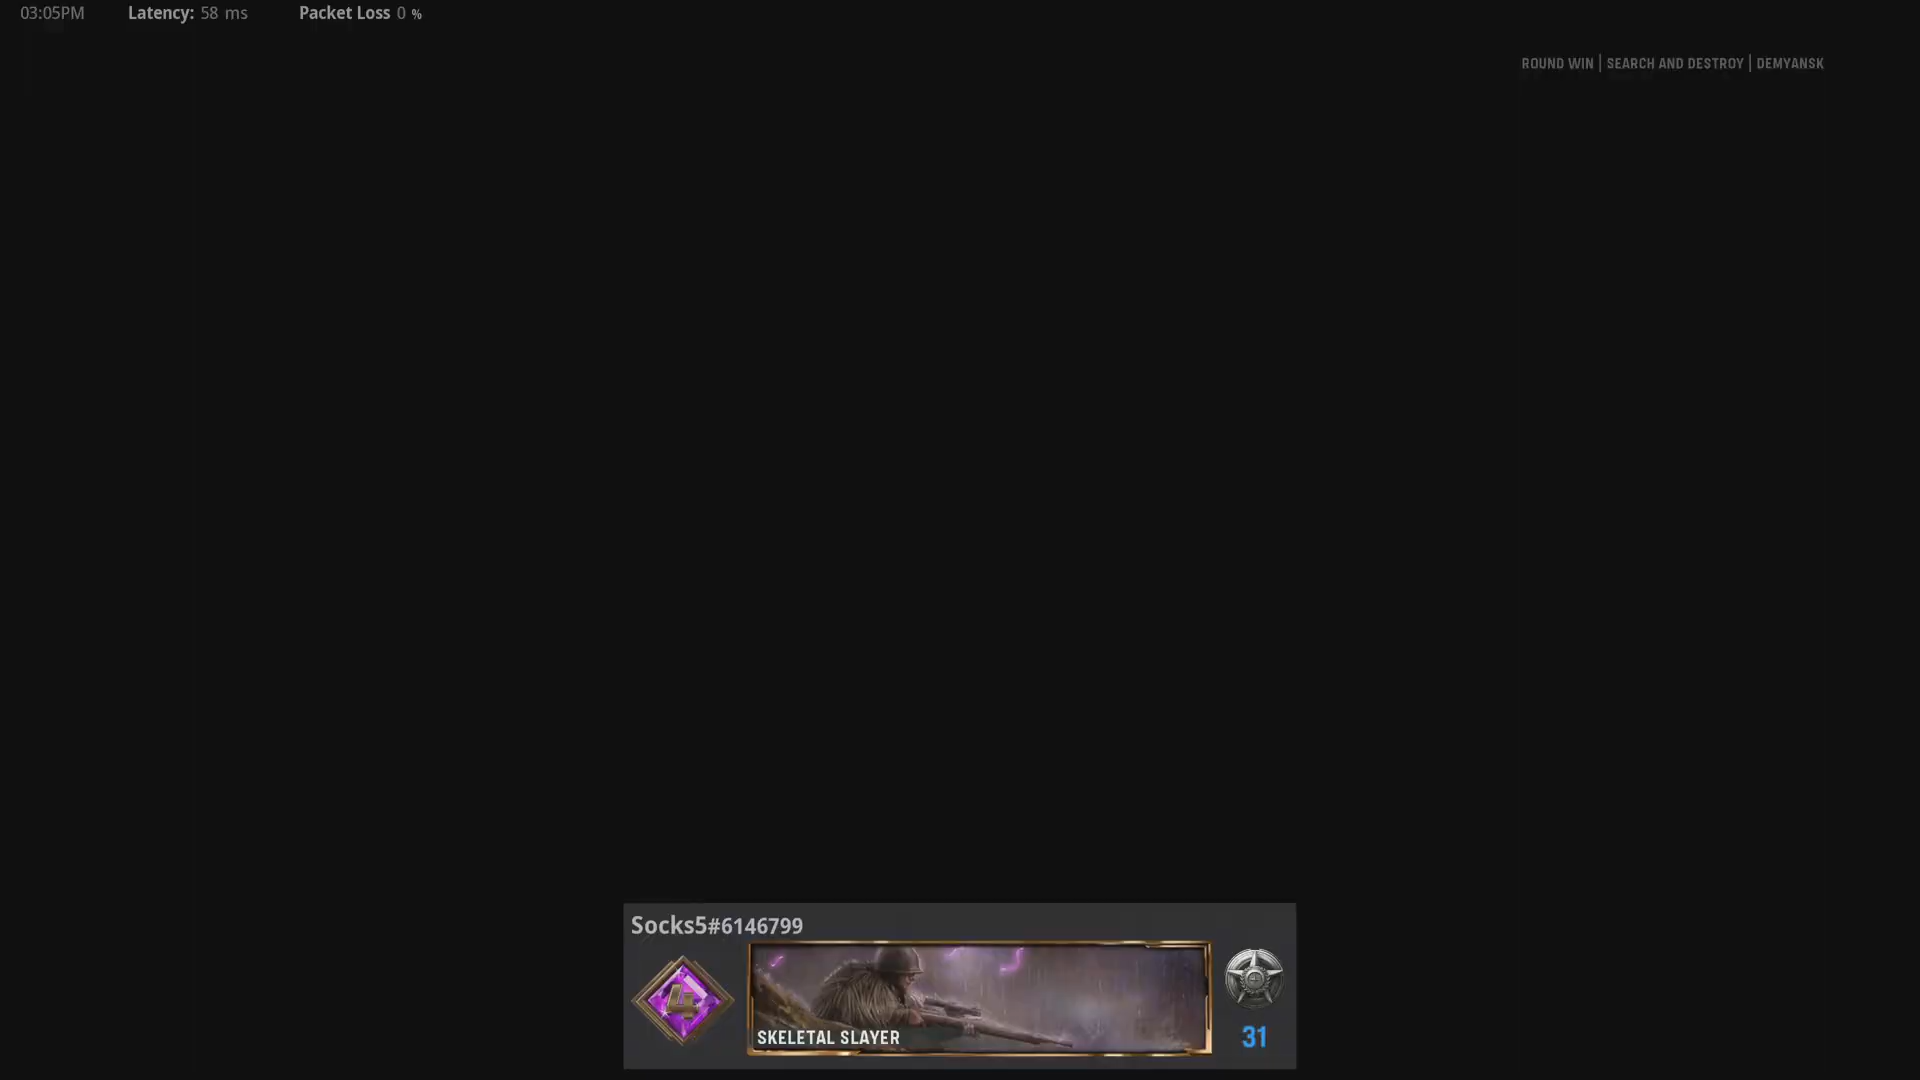 03:05PM Latency: 58 ms Packet Loss 0 %
ROUND WIN | SEARCH AND DESTROY | DEMYANSK
Socks5#6146799
4
SKELETAL SLAYER
31